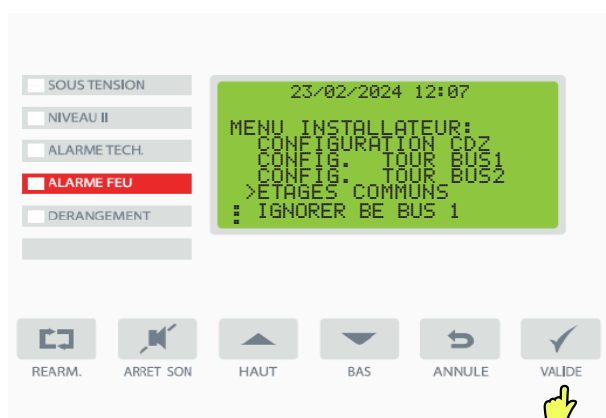 SOUS TENSION
NIVEAU II
ALARME TECH.
ALARME FEU
DERANGEMENT
23/02/2024 12:07
MENU INSTALLATEUR:
CONFIGURATION CDZ
CONFIG. TOUR BUS1
CONFIG. TOUR BUS2
>ETAGES COMMUNS
IGNORER BE BUS 1
REARM.
ARRET SON
HAUT
BAS
ANNULE
VALIDE